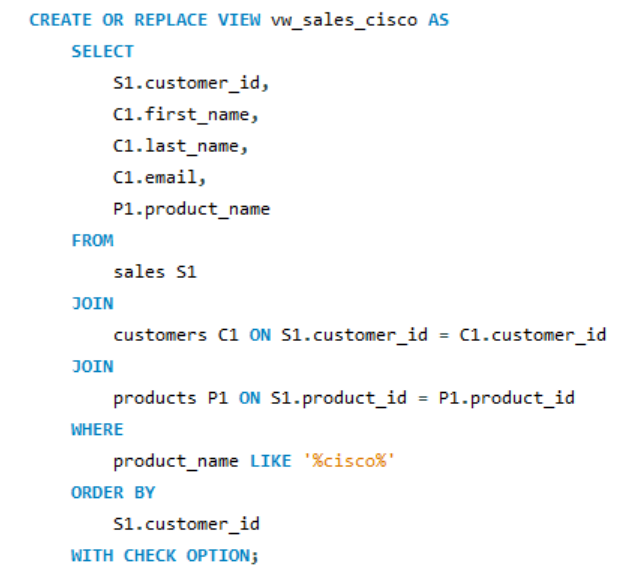 CREATE OR REPLACE VIEW vw_sales_cisco AS
SELECT
S1.customer_id,
C1.first_name,
C1.last_name,
C1.email,
P1.product_name
FROM
sales S1
JOIN
customers C1 ON S1.customer_id = C1.customer_id
JOIN
products P1 ON S1.product_id = P1.product_id
WHERE
product_name LIKE '%cisco%'
ORDER BY
S1.customer_id
WITH CHECK OPTION;